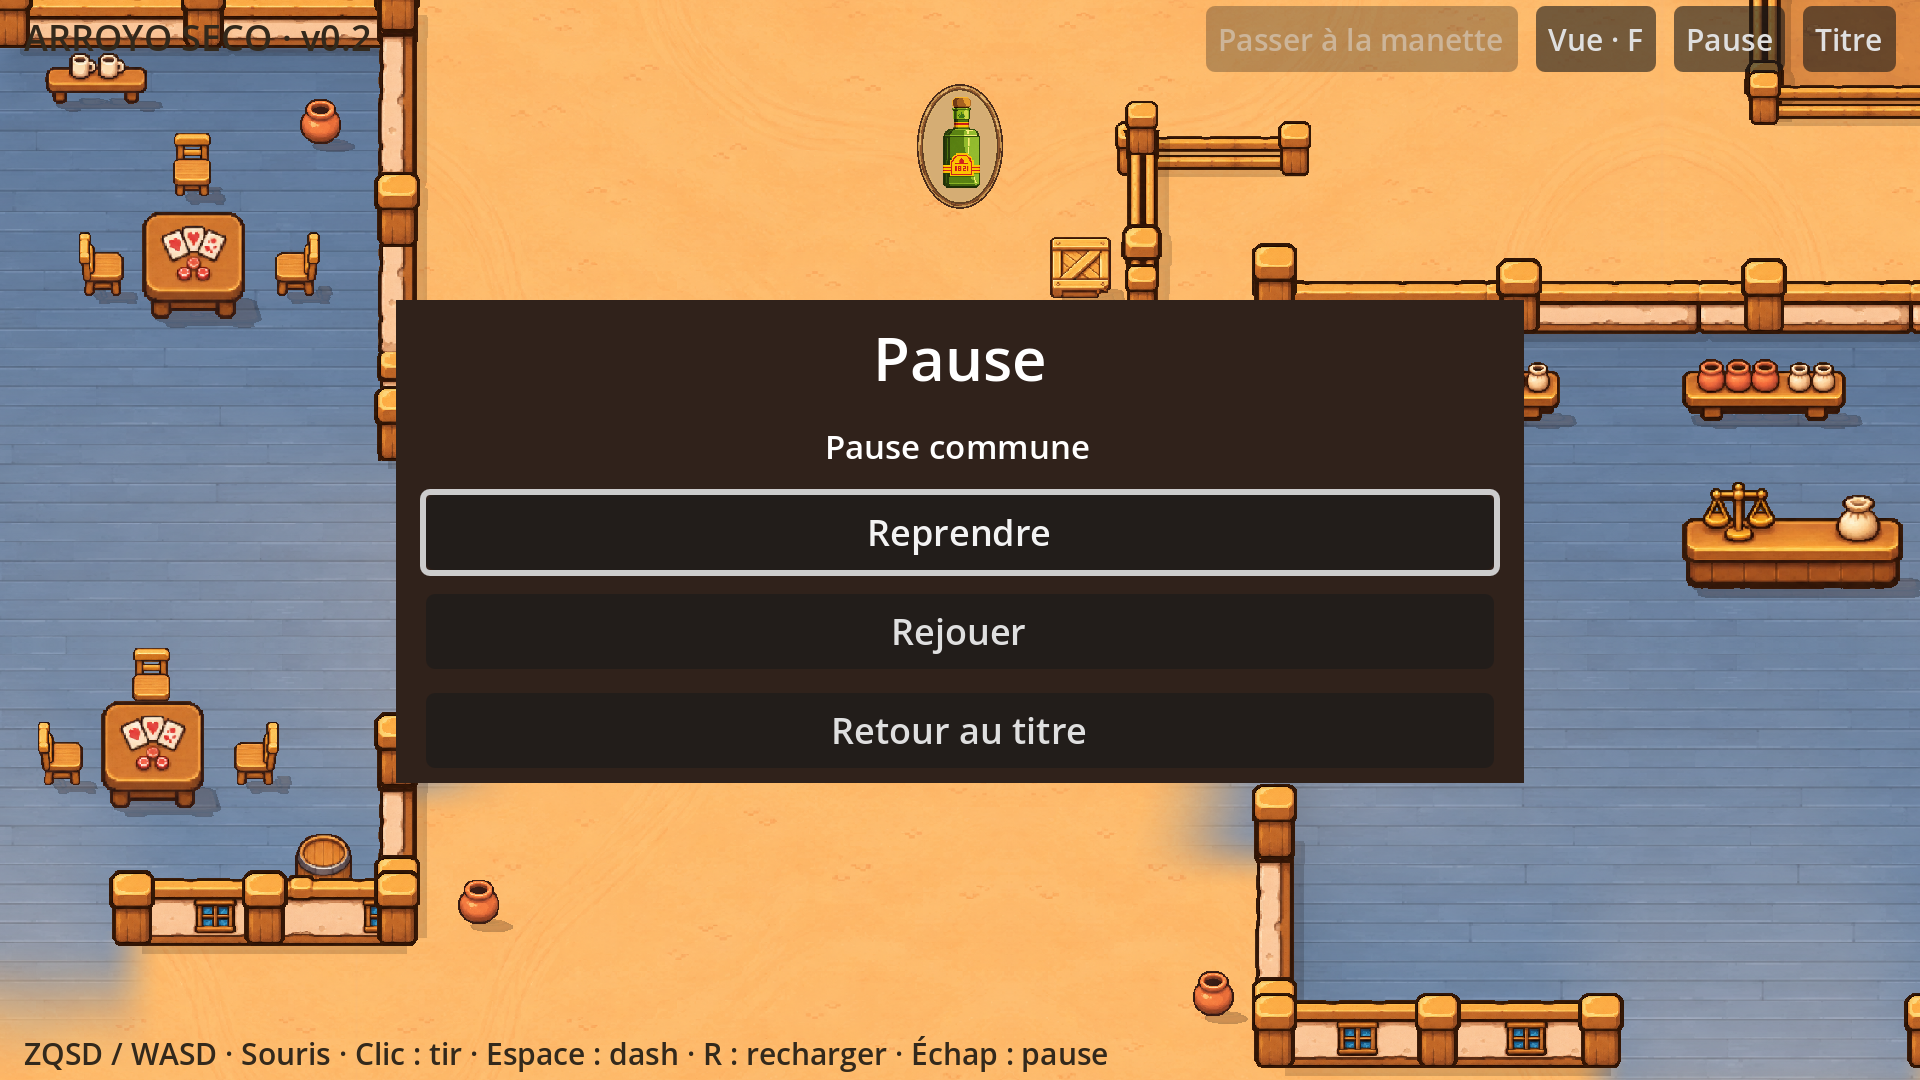 ARROYO SECO · v0.2
Passer à la manette
Vue · F
Pause
Titre
1821
Pause
Pause commune
Reprendre
Rejouer
Retour au titre
ZQSD / WASD · Souris · Clic : tir · Espace : dash · R : recharger · Échap : pause